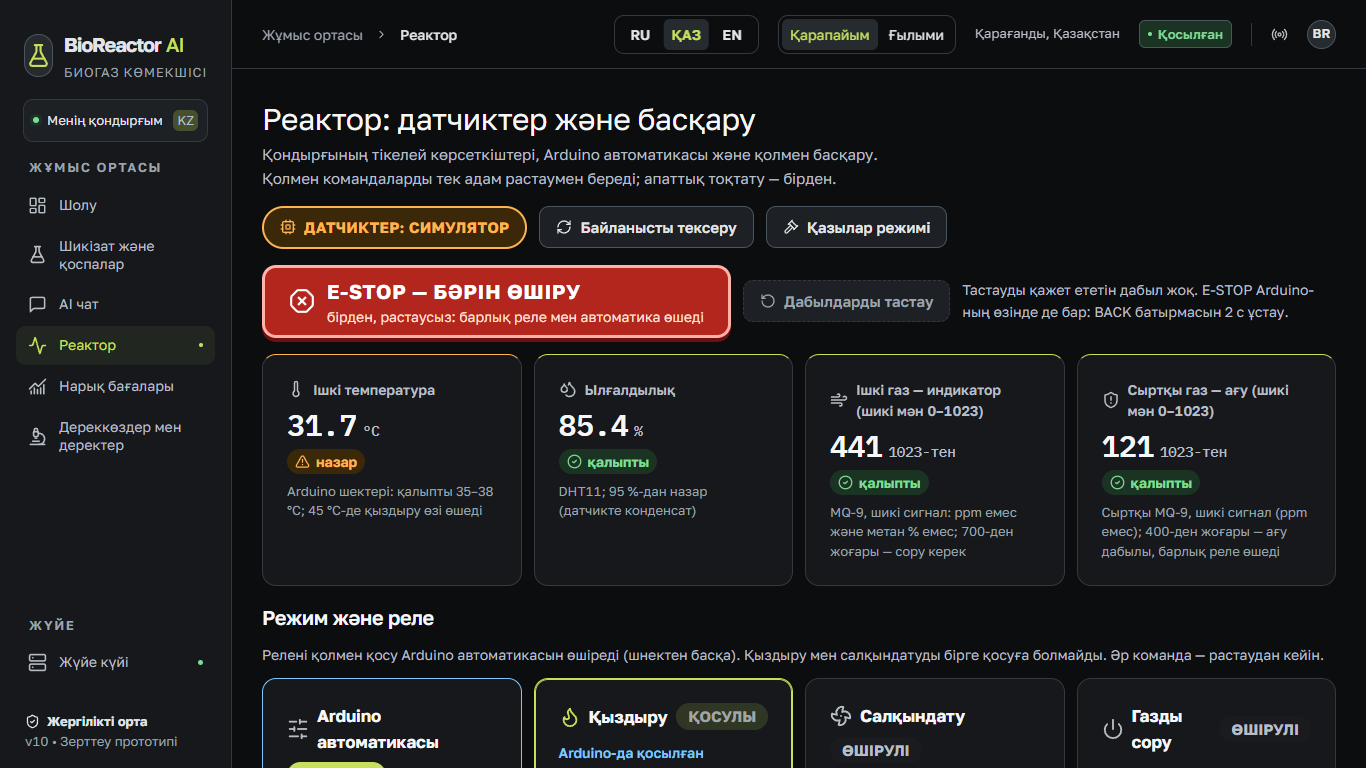 BioReactor AI
БИОГАЗ КӨМЕКШІСІ
Менің қондырғым KZ
ЖҰМЫС ОРТАСЫ
Шолу
Шикізат және
қоспалар
AI чат
Реактор
Нарық бағалары
Дереккөздер мен
деректер
ЖҮЙЕ
Жүйе күйі
Жергілікті орта
v10 • Зерттеу прототипі
Жұмыс ортасы > Реактор
RU ҚАЗ EN
Қарапайым Ғылыми
Қарағанды, Қазақстан
Қосылған
BR
Реактор: датчиктер және басқару
Қондырғының тікелей көрсеткіштері, Arduino автоматикасы және қолмен басқару.
Қолмен командаларды тек адам растаумен береді; апаттық тоқтату — бірден.
ДАТЧИКТЕР: СИМУЛЯТОР
Байланысты тексеру
Қазылар режимі
E-STOP — БӘРІН ӨШІРУ
бірден, растаусыз: барлық реле мен автоматика өшеді
Дабылдарды тастау
Тастауды қажет ететін дабыл жоқ. E-STOP Arduino-
ның өзінде де бар: BACK батырмасын 2 с ұстау.
Ішкі температура
31.7 °C
назар
Arduino шектері: қалыпты 35–38
°C; 45 °C-де қыздыру өзі өшеді
Ылғалдылық
85.4 %
қалыпты
DHT11; 95 %-дан назар
(датчикте конденсат)
Ішкі газ — индикатор
(шикі мән 0–1023)
441 1023-тен
қалыпты
MQ-9, шикі сигнал: ppm емес
және метан % емес; 700-ден
жоғары — сору керек
Сыртқы газ — ағу (шикі
мән 0–1023)
121 1023-тен
қалыпты
Сыртқы MQ-9, шикі сигнал (ppm
емес); 400-ден жоғары — ағу
дабылы, барлық реле өшеді
Режим және реле
Релені қолмен қосу Arduino автоматикасын өшіреді (шнектен басқа). Қыздыру мен салқындатуды бірге қосуға болмайды. Әр команда — растаудан кейін.
Arduino
автоматикасы
Қыздыру ҚОСУЛЫ
Arduino-да қосылған
Салқындату
ӨШІРУЛІ
Газды
сору
ӨШІРУЛІ